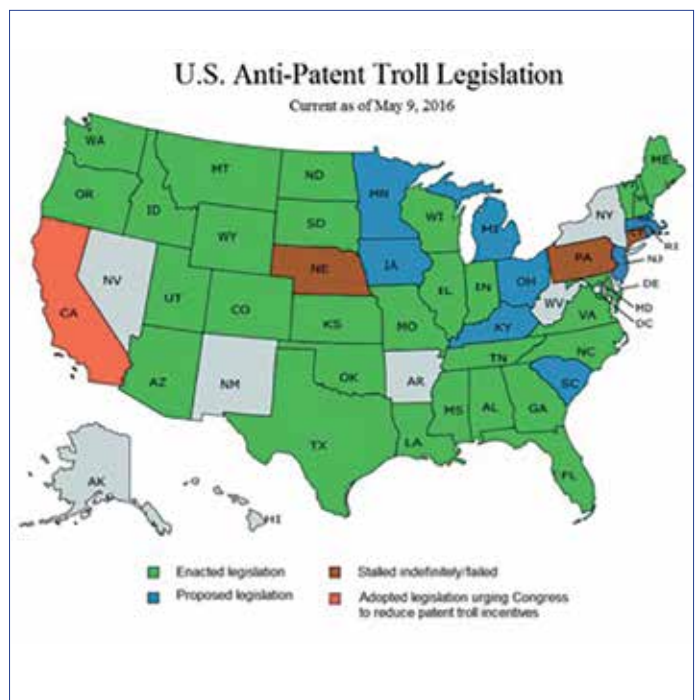 U.S. Anti-Patent Troll Legislation
Current as of May 9, 2016
WA
MT
ND
MN
ME
OR
ID
SD
WI
MI
NY
VT
WY
RI
NE
IA
PA
NJ
NV
UT
CO
IL
IN
OH
WV
DE
MD
DC
CA
KS
MO
KY
VA
AZ
NM
OK
AR
TN
NC
SC
MS
AL
GA
TX
LA
FL
AK
HI
Enacted legislation
Proposed legislation
Stalled indefinitely/failed
Adopted legislation urging Congress
to reduce patent troll incentives